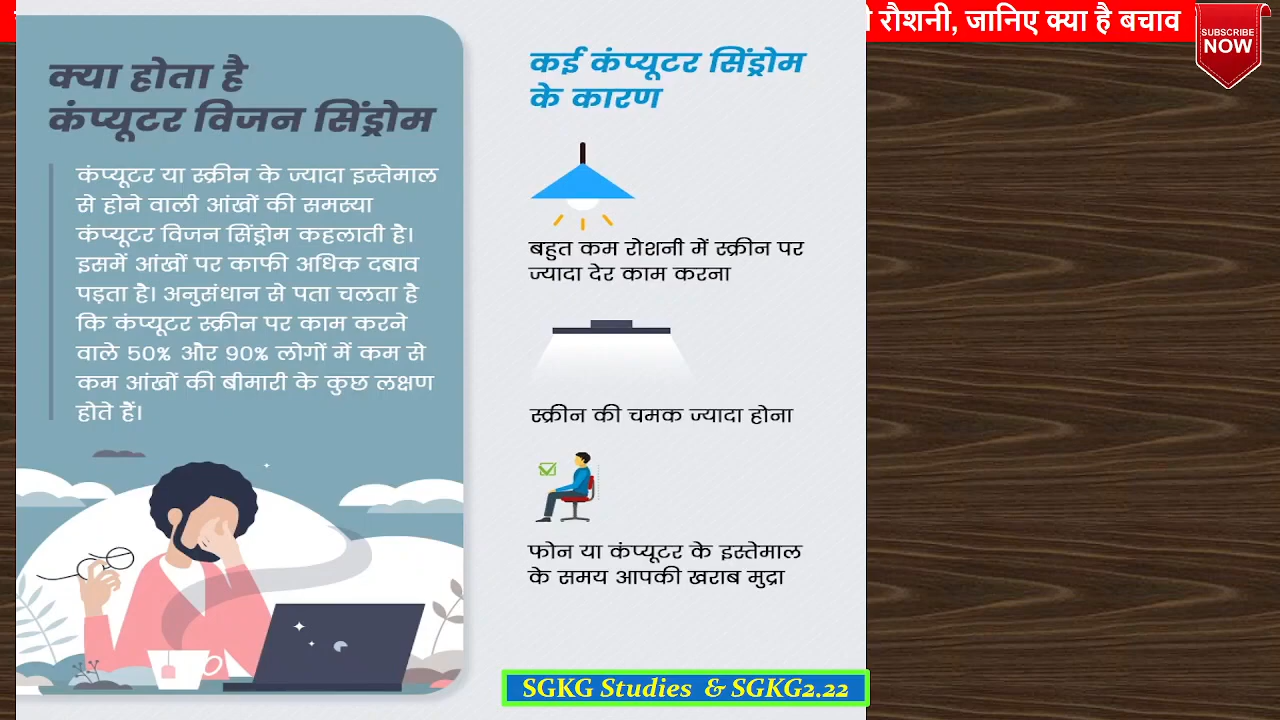 रौशनी, जानिए क्या है बचाव
SUBSCRIBE
NOW
क्या होता है
कंप्यूटर विजन सिंड्रोम
कंप्यूटर या स्क्रीन के ज्यादा इस्तेमाल
से होने वाली आंखों की समस्या
कंप्यूटर विजन सिंड्रोम कहलाती है।
इसमें आंखों पर काफी अधिक दबाव
पड़ता है। अनुसंधान से पता चलता है
कि कंप्यूटर स्क्रीन पर काम करने
वाले 50% और 90% लोगों में कम से
कम आंखों की बीमारी के कुछ लक्षण
होते हैं।
कई कंप्यूटर सिंड्रोम
के कारण
बहुत कम रोशनी में स्क्रीन पर
ज्यादा देर काम करना
स्क्रीन की चमक ज्यादा होना
फोन या कंप्यूटर के इस्तेमाल
के समय आपकी खराब मुद्रा
SGKG Studies & SGKG2.22